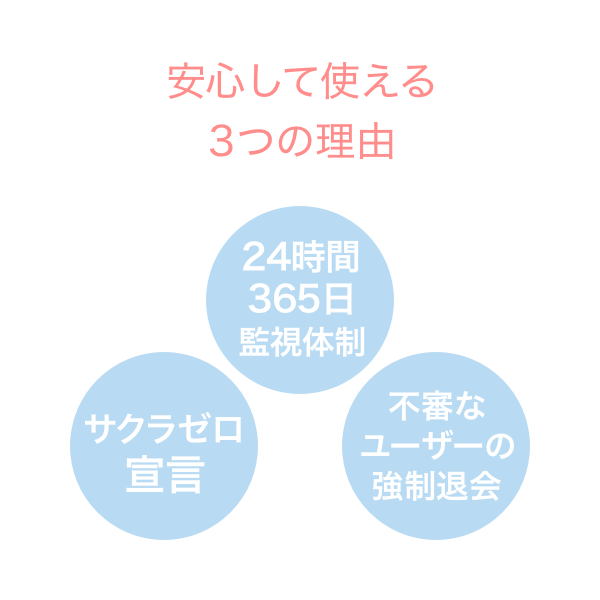 安心して使える
3つの理由
24時間
365日
監視体制
サクラゼロ
宣言
不審な
ユーザーの
強制退会